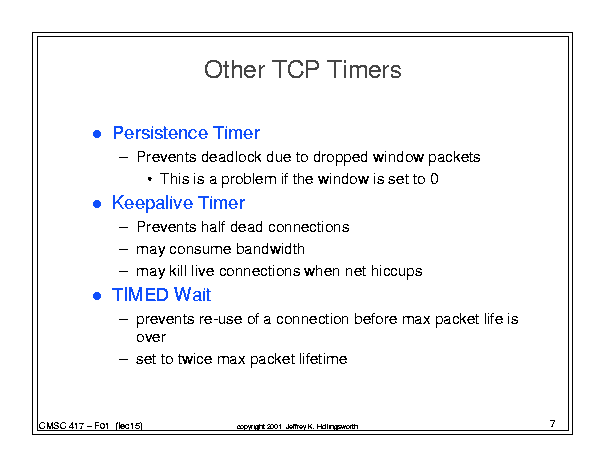 Other TCP Timers
● Persistence Timer
– Prevents deadlock due to dropped window packets
• This is a problem if the window is set to 0
● Keepalive Timer
– Prevents half dead connections
– may consume bandwidth
– may kill live connections when net hiccups
● TIMED Wait
– prevents re-use of a connection before max packet life is
over
– set to twice max packet lifetime
CMSC 417 – F01 (lec15)
copyright 2001 Jeffrey K. Hollingsworth
7